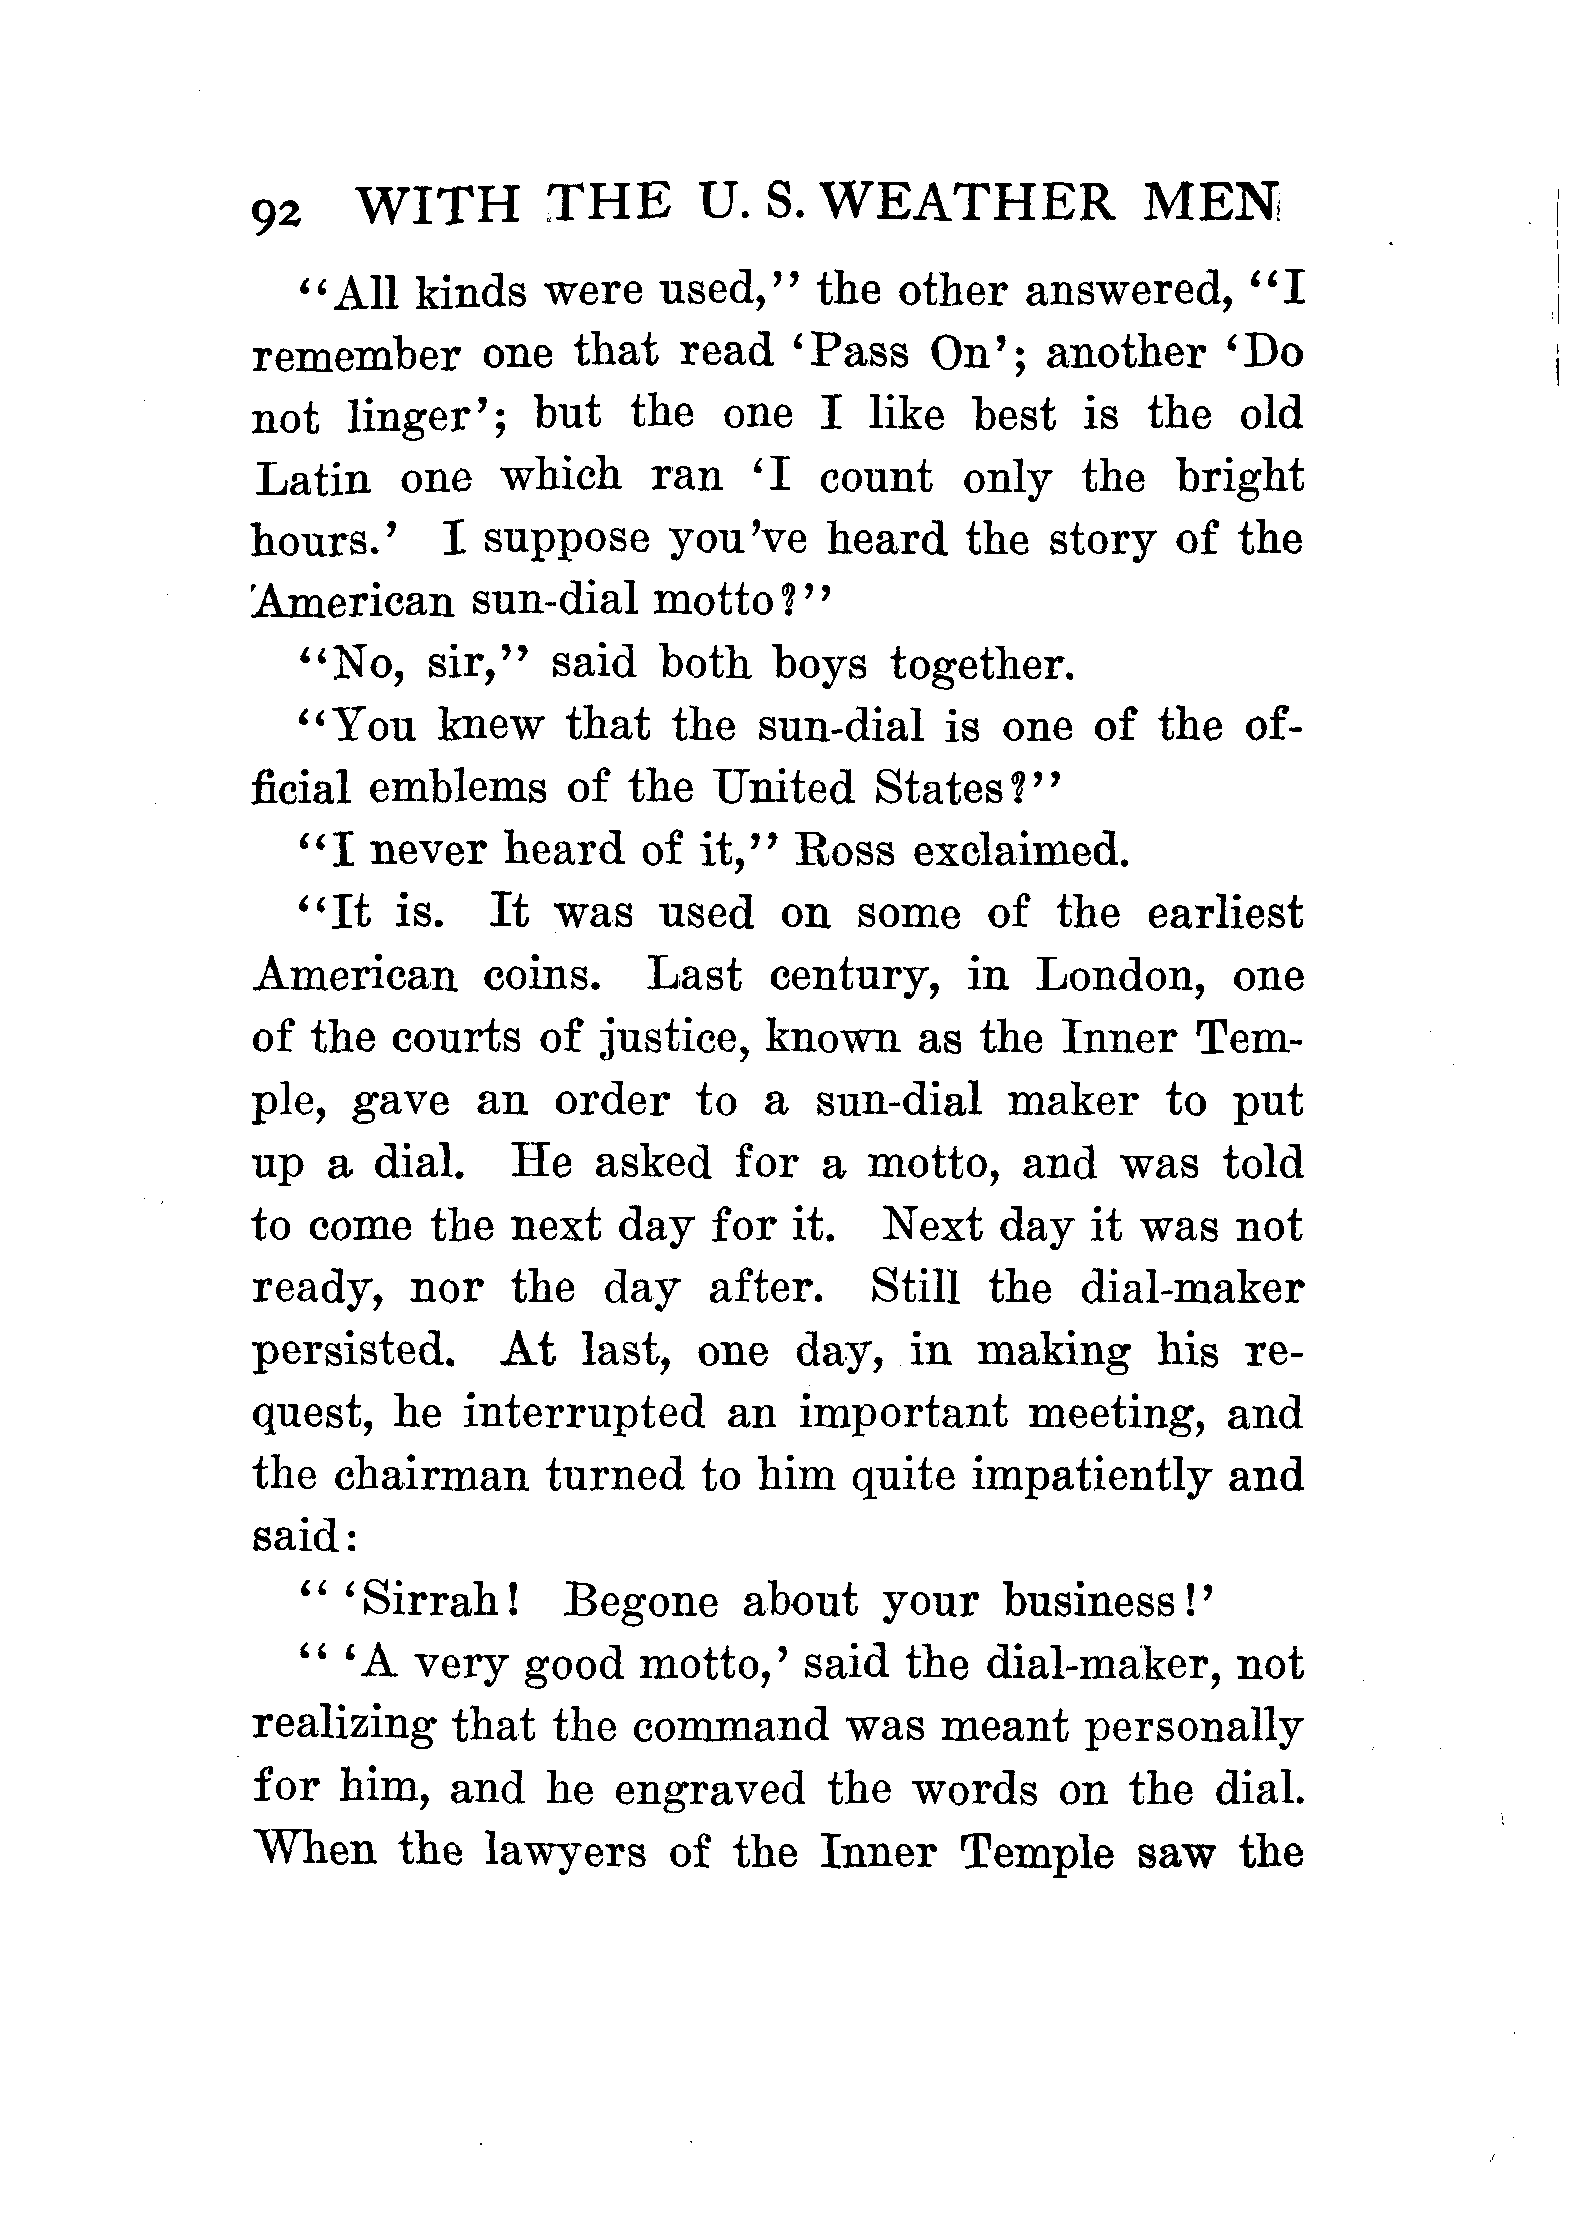 92 WITH THE U. S. WEATHER MEN
“All kinds were used,” the other answered, “I
remember one that read ‘Pass On’; another ‘Do
not linger’; but the one I like best is the old
Latin one which ran ‘I count only the bright
hours.’ I suppose you’ve heard the story of the
American sun-dial motto?”
“No, sir,” said both boys together.
“You knew that the sun-dial is one of the of-
ficial emblems of the United States?”
“I never heard of it,” Ross exclaimed.
“It is. It was used on some of the earliest
American coins. Last century, in London, one
of the courts of justice, known as the Inner Tem-
ple, gave an order to a sun-dial maker to put
up a dial. He asked for a motto, and was told
to come the next day for it. Next day it was not
ready, nor the day after. Still the dial-maker
persisted. At last, one day, in making his re-
quest, he interrupted an important meeting, and
the chairman turned to him quite impatiently and
said:
“ ‘Sirrah! Begone about your business!’
“ ‘A very good motto,’ said the dial-maker, not
realizing that the command was meant personally
for him, and he engraved the words on the dial.
When the lawyers of the Inner Temple saw the